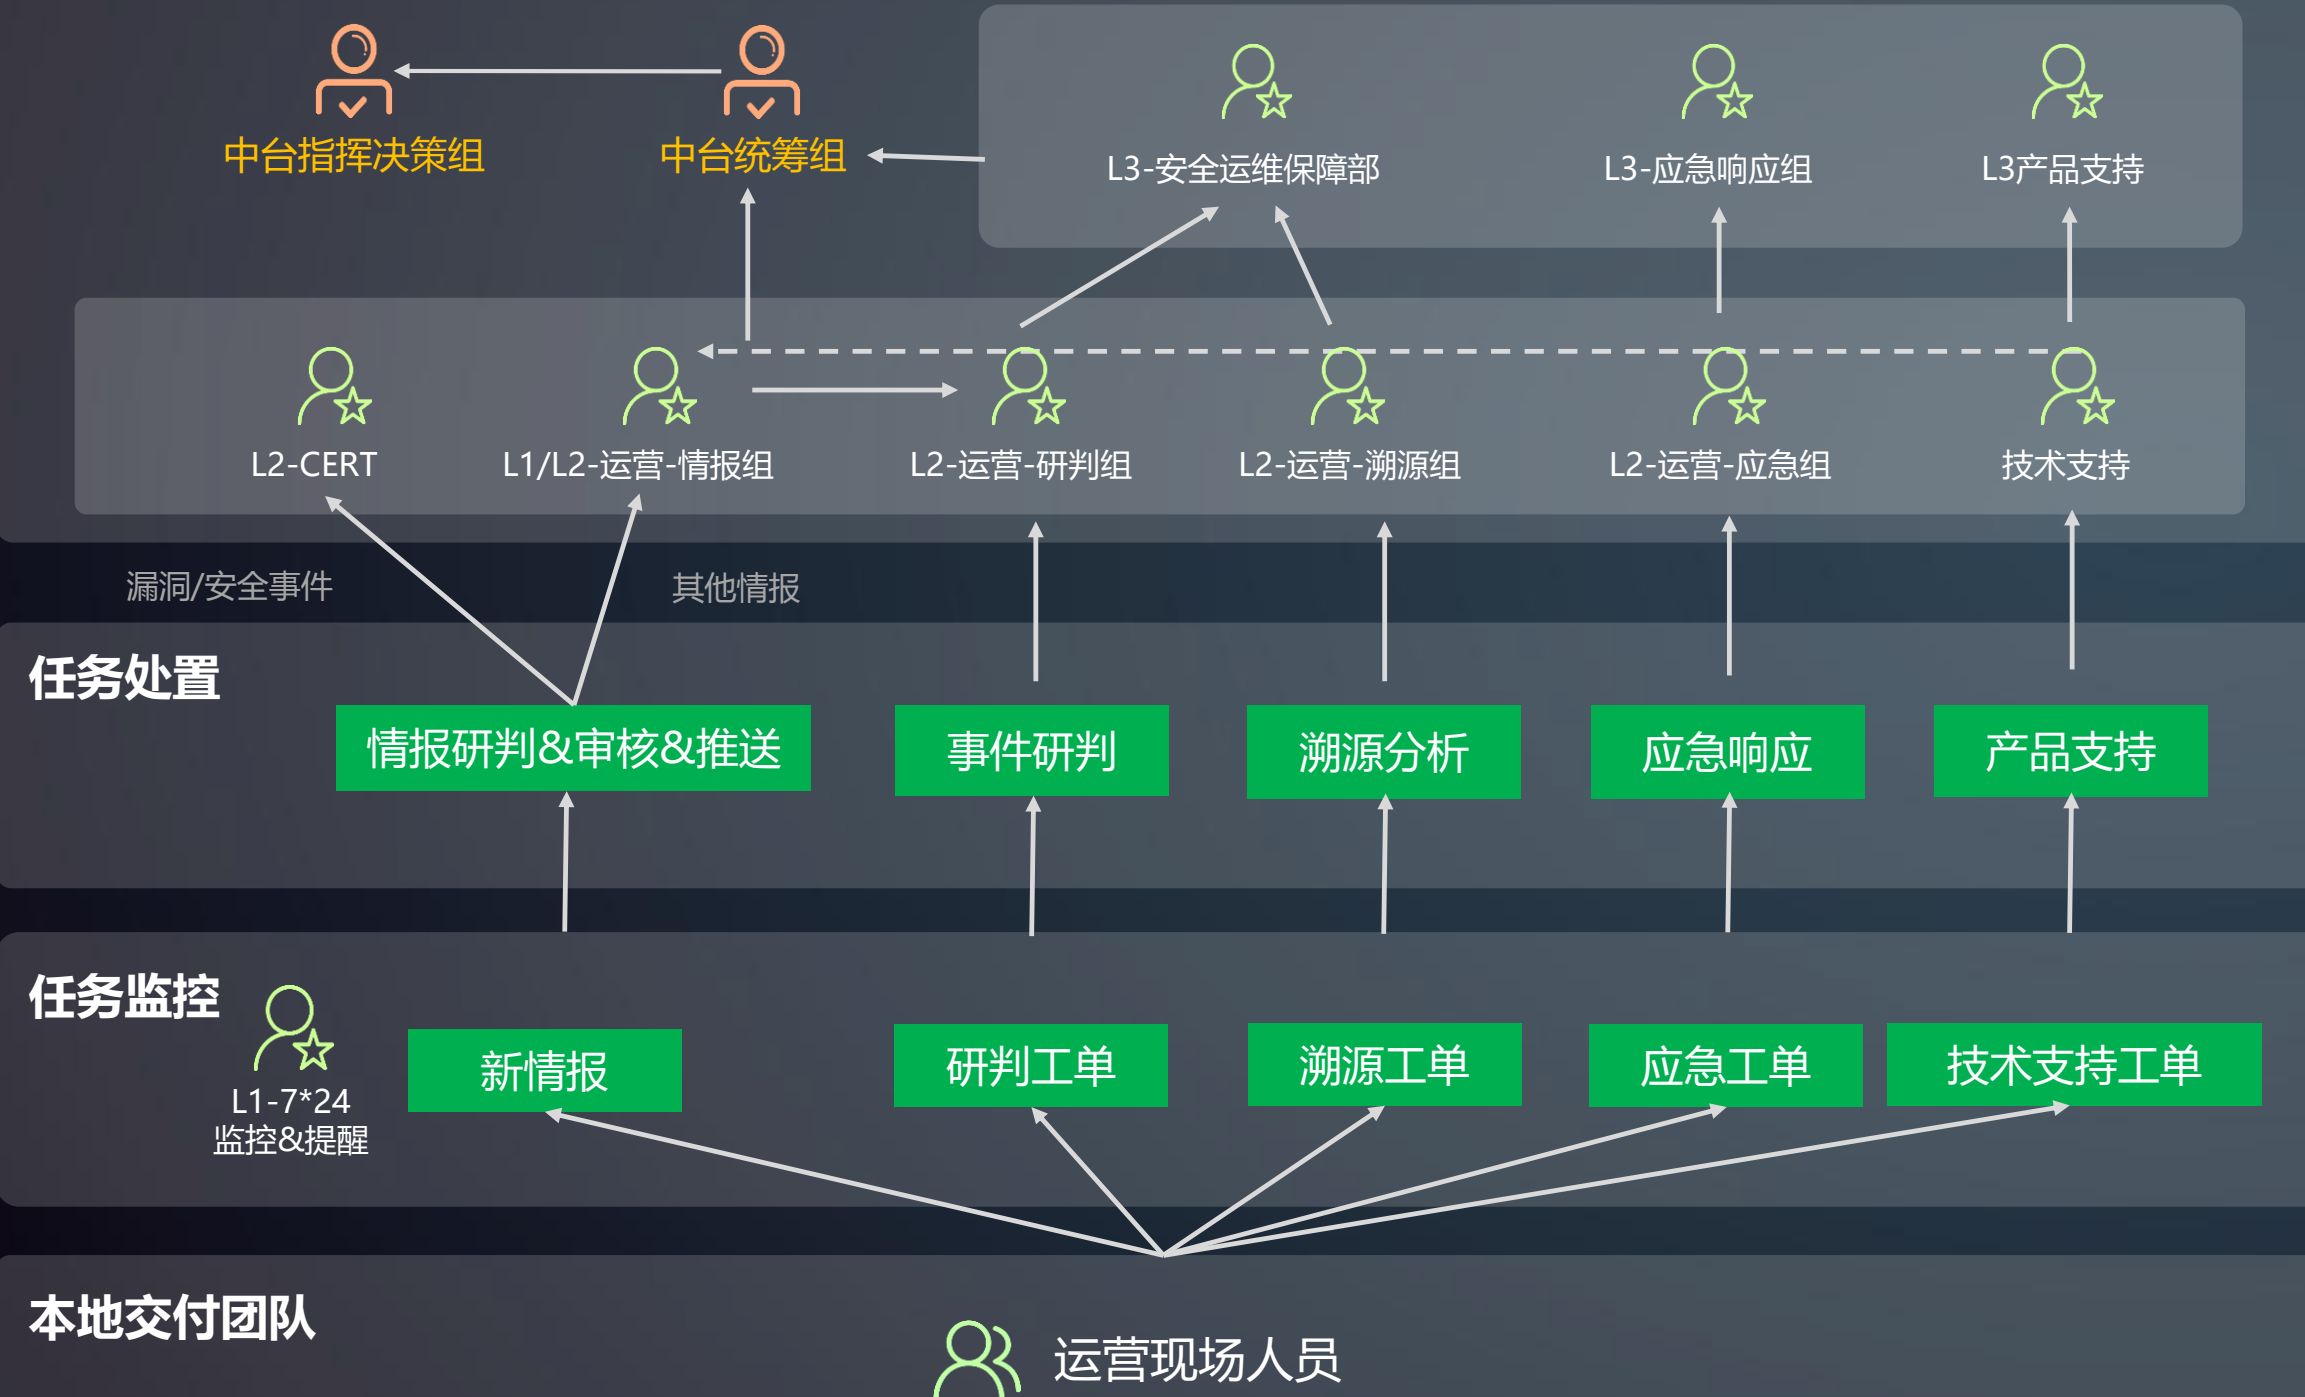 中台指挥决策组
中台统筹组
L3-安全运维保障部
L3-应急响应组
L3产品支持
L2-CERT
L1/L2-运营-情报组
L2-运营-研判组
L2-运营-溯源组
L2-运营-应急组
技术支持
漏洞/安全事件
其他情报
任务处置
情报研判&审核&推送
事件研判
溯源分析
应急响应
产品支持
任务监控
L1-7*24
监控&提醒
新情报
研判工单
溯源工单
应急工单
技术支持工单
本地交付团队
运营现场人员